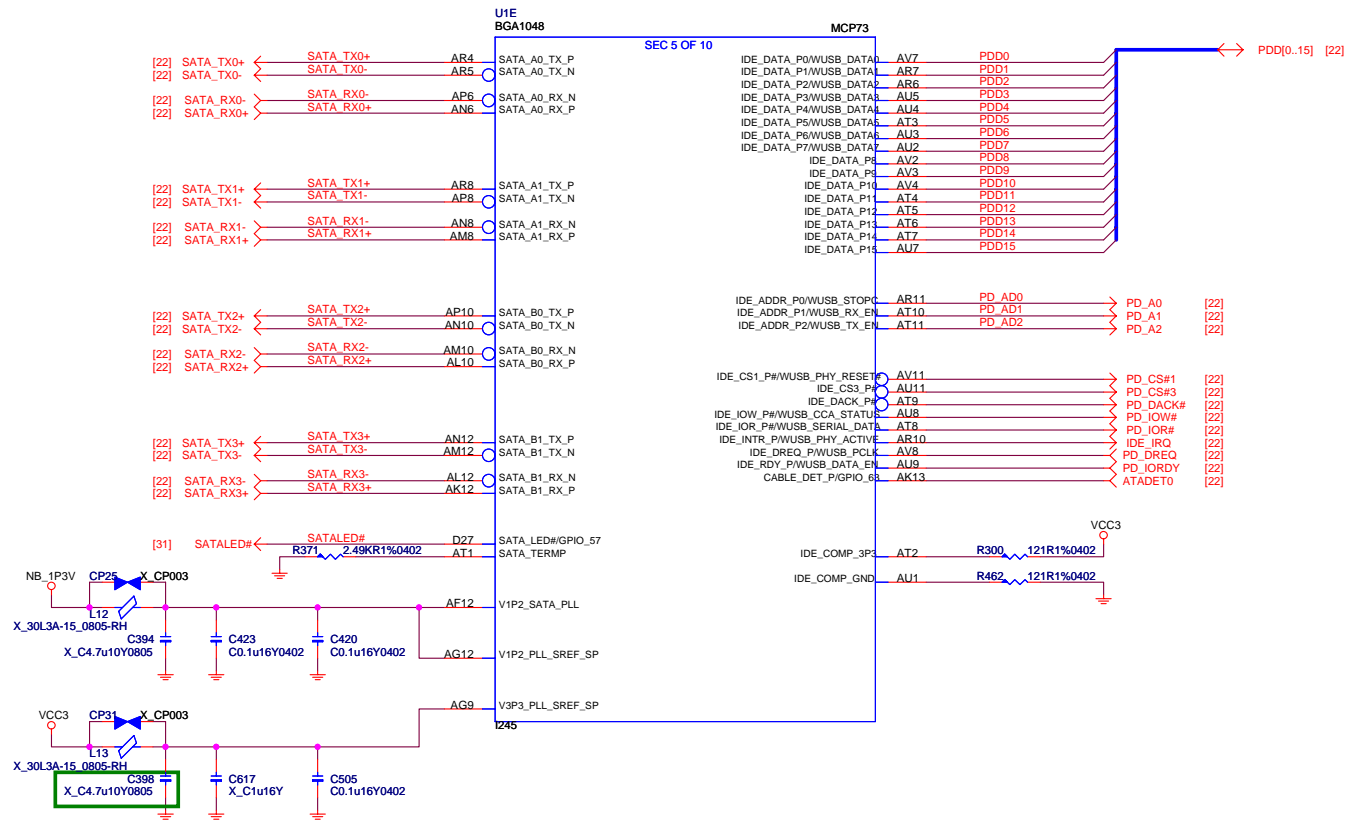 U1E
BGA1048
MCP73
SEC 5 OF 10
[22] SATA_TX0+ SATA_TX0+ AR4 SATA_A0_TX_P
[22] SATA_TX0- SATA_TX0- AR5 SATA_A0_TX_N
[22] SATA_RX0- SATA_RX0- AP6 SATA_A0_RX_N
[22] SATA_RX0+ SATA_RX0+ AN6 SATA_A0_RX_P
[22] SATA_TX1+ SATA_TX1+ AR8 SATA_A1_TX_P
[22] SATA_TX1- SATA_TX1- AP8 SATA_A1_TX_N
[22] SATA_RX1- SATA_RX1- AN8 SATA_A1_RX_N
[22] SATA_RX1+ SATA_RX1+ AM8 SATA_A1_RX_P
[22] SATA_TX2+ SATA_TX2+ AP10 SATA_B0_TX_P
[22] SATA_TX2- SATA_TX2- AN10 SATA_B0_TX_N
[22] SATA_RX2- SATA_RX2- AM10 SATA_B0_RX_N
[22] SATA_RX2+ SATA_RX2+ AL10 SATA_B0_RX_P
[22] SATA_TX3+ SATA_TX3+ AN12 SATA_B1_TX_P
[22] SATA_TX3- SATA_TX3- AM12 SATA_B1_TX_N
[22] SATA_RX3- SATA_RX3- AL12 SATA_B1_RX_N
[22] SATA_RX3+ SATA_RX3+ AK12 SATA_B1_RX_P
[31] SATALED# SATALED# D27 SATA_LED#/GPIO_57
R371 2.49KR1%0402 AT1 SATA_TERMP
NB_1P3V CP25 X_CP003
AF12 V1P2_SATA_PLL
L12
X_30L3A-15_0805-RH
C394
X_C4.7u10Y0805
C423
C0.1u16Y0402
C420
C0.1u16Y0402
AG12 V1P2_PLL_SREF_SP
AG9 V3P3_PLL_SREF_SP
I245
VCC3 CP31 X_CP003
L13
X_30L3A-15_0805-RH
C398
X_C4.7u10Y0805
C617
X_C1u16Y
C505
C0.1u16Y0402
IDE_DATA_P0/WUSB_DATA0 AV7 PDD0
PDD[0..15] [22]
IDE_DATA_P1/WUSB_DATA1 AR7 PDD1
IDE_DATA_P2/WUSB_DATA2 AR6 PDD2
IDE_DATA_P3/WUSB_DATA3 AU5 PDD3
IDE_DATA_P4/WUSB_DATA4 AU4 PDD4
IDE_DATA_P5/WUSB_DATA5 AT3 PDD5
IDE_DATA_P6/WUSB_DATA6 AU3 PDD6
IDE_DATA_P7/WUSB_DATA7 AU2 PDD7
IDE_DATA_P8 AV2 PDD8
IDE_DATA_P9 AV3 PDD9
IDE_DATA_P10 AV4 PDD10
IDE_DATA_P11 AT4 PDD11
IDE_DATA_P12 AT5 PDD12
IDE_DATA_P13 AT6 PDD13
IDE_DATA_P14 AT7 PDD14
IDE_DATA_P15 AU7 PDD15
IDE_ADDR_P0/WUSB_STOPC AR11 PD_AD0 PD_A0 [22]
IDE_ADDR_P1/WUSB_RX_EN AT10 PD_AD1 PD_A1 [22]
IDE_ADDR_P2/WUSB_TX_EN AT11 PD_AD2 PD_A2 [22]
IDE_CS1_P#/WUSB_PHY_RESET# AV11 PD_CS#1 [22]
IDE_CS3_P# AU11 PD_CS#3 [22]
IDE_DACK_P# AT9 PD_DACK# [22]
IDE_IOW_P#/WUSB_CCA_STATUS AU8 PD_IOW# [22]
IDE_IOR_P#/WUSB_SERIAL_DATA AT8 PD_IOR# [22]
IDE_INTR_P/WUSB_PHY_ACTIVE AR10 IDE_IRQ [22]
IDE_DREQ_P/WUSB_PCLK AV8 PD_DREQ [22]
IDE_RDY_P/WUSB_DATA_EN AU9 PD_IORDY [22]
CABLE_DET_P/GPIO_63 AK13 ATADET0 [22]
VCC3
IDE_COMP_3P3 AT2 R300 121R1%0402
IDE_COMP_GND AU1 R462 121R1%0402